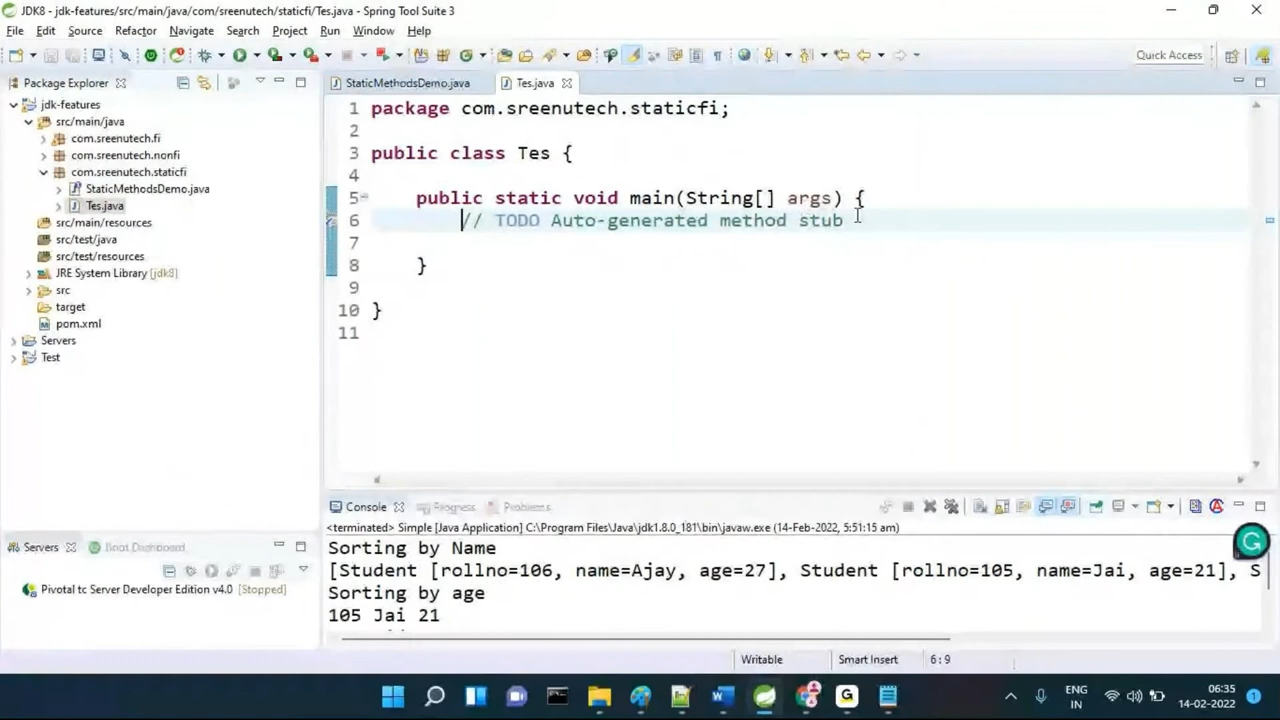 JDK8 - jdk-features/src/main/java/com/sreenutech/staticfi/Tes.java - Spring Tool Suite 3
File Edit Source Refactor Navigate Search Project Run Window Help
Quick Access
Package Explorer
jdk-features
src/main/java
com.sreenutech.fi
com.sreenutech.nonfi
com.sreenutech.staticfi
StaticMethodsDemo.java
Tes.java
src/main/resources
src/test/java
src/test/resources
JRE System Library [jdk8]
src
target
pom.xml
Servers
Test
StaticMethodsDemo.java Tes.java
1 package com.sreenutech.staticfi;
2
3 public class Tes {
4
5 public static void main(String[] args) {
6 // TODO Auto-generated method stub
7
8 }
9
10 }
11
Servers Boot Dashboard
Pivotal tc Server Developer Edition v4.0 [Stopped]
Console Progress Problems
<terminated> Simple [Java Application] C:\Program Files\Java\jdk1.8.0_181\bin\javaw.exe (14-Feb-2022, 5:51:15 am)
Sorting by Name
[Student [rollno=106, name=Ajay, age=27], Student [rollno=105, name=Jai, age=21], S
Sorting by age
105 Jai 21
Writable Smart Insert 6:9
ENG
IN
06:35
14-02-2022